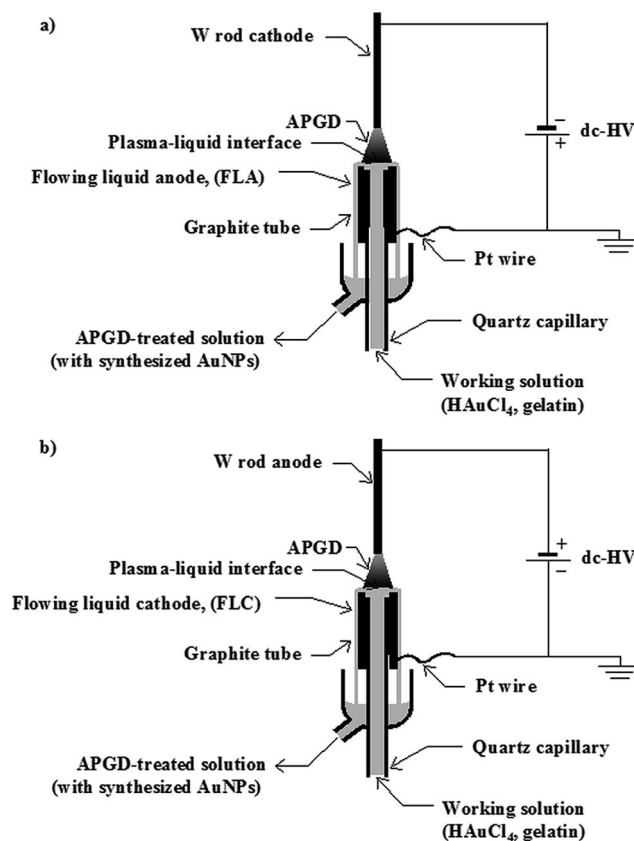 a)
W rod cathode
APGD
Plasma-liquid interface
Flowing liquid anode, (FLA)
Graphite tube
−
+
dc-HV
Pt wire
APGD-treated solution
(with synthesized AuNPs)
Quartz capillary
Working solution
(HAuCl₄, gelatin)
b)
W rod anode
APGD
Plasma-liquid interface
Flowing liquid cathode, (FLC)
Graphite tube
+
−
dc-HV
Pt wire
APGD-treated solution
(with synthesized AuNPs)
Quartz capillary
Working solution
(HAuCl₄, gelatin)